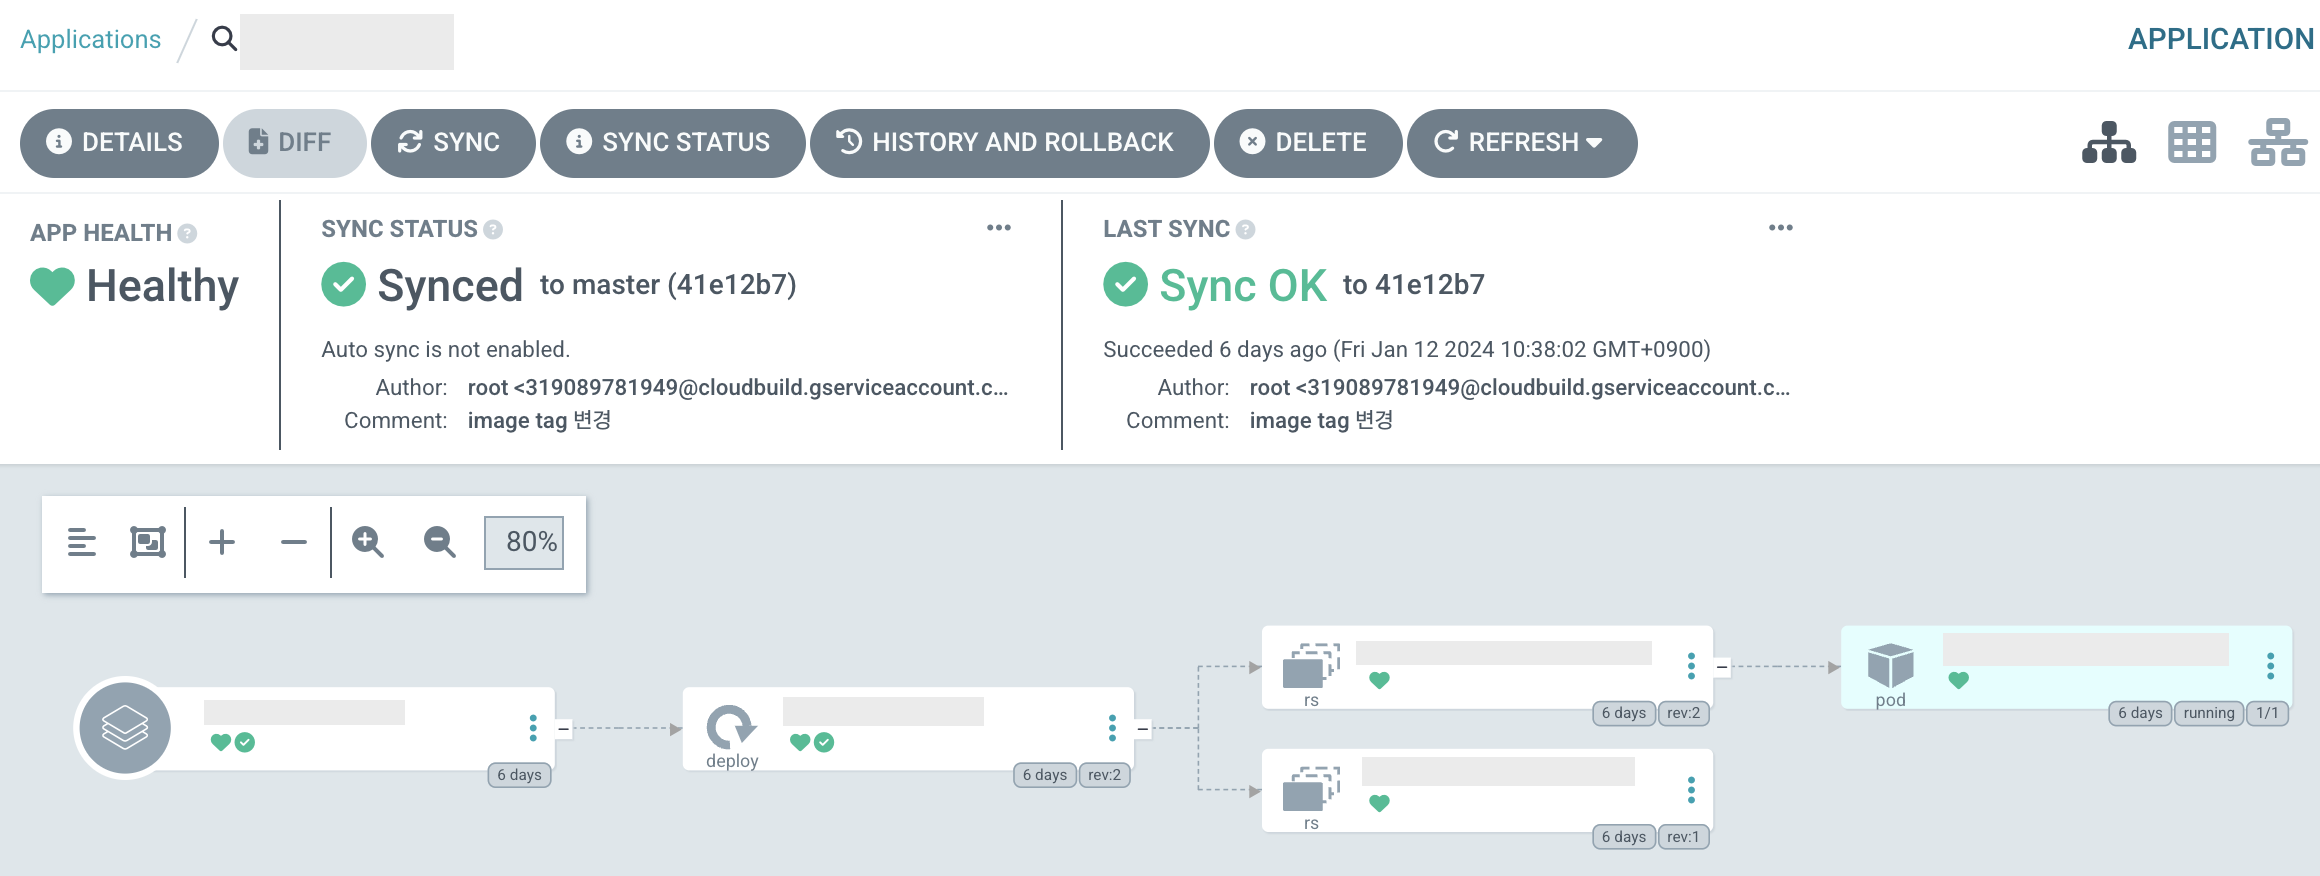 Applications
APPLICATION
DETAILS
DIFF
SYNC
SYNC STATUS
HISTORY AND ROLLBACK
DELETE
REFRESH
APP HEALTH
Healthy
SYNC STATUS
Synced to master (41e12b7)
Auto sync is not enabled.
Author: root <319089781949@cloudbuild.gserviceaccount.c...
Comment: image tag 변경
LAST SYNC
Sync OK to 41e12b7
Succeeded 6 days ago (Fri Jan 12 2024 10:38:02 GMT+0900)
Author: root <319089781949@cloudbuild.gserviceaccount.c...
Comment: image tag 변경
80%
6 days
deploy
6 days rev:2
rs
6 days rev:2
rs
6 days rev:1
pod
6 days running 1/1